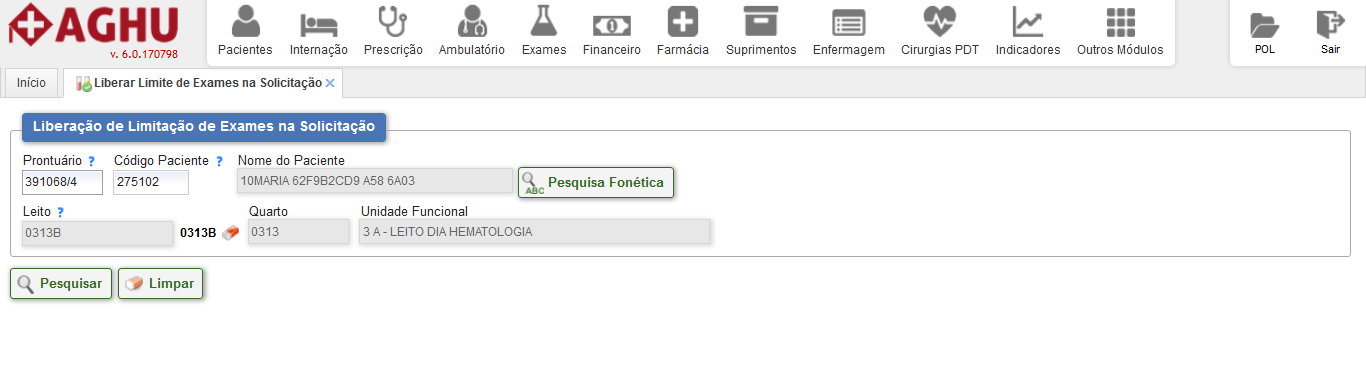 AGHU
v. 6.0.170798
Pacientes Internação Prescrição Ambulatório Exames Financeiro Farmácia Suprimentos Enfermagem Cirurgias PDT Indicadores Outros Módulos POL Sair
Início Liberar Limite de Exames na Solicitação
Liberação de Limitação de Exames na Solicitação
Prontuário ? Código Paciente ? Nome do Paciente
391068/4 275102 10MARIA 62F9B2CD9 A58 6A03 ABC Pesquisa Fonética
Leito ? Quarto Unidade Funcional
0313B 0313B 0313 3 A - LEITO DIA HEMATOLOGIA
Pesquisar Limpar